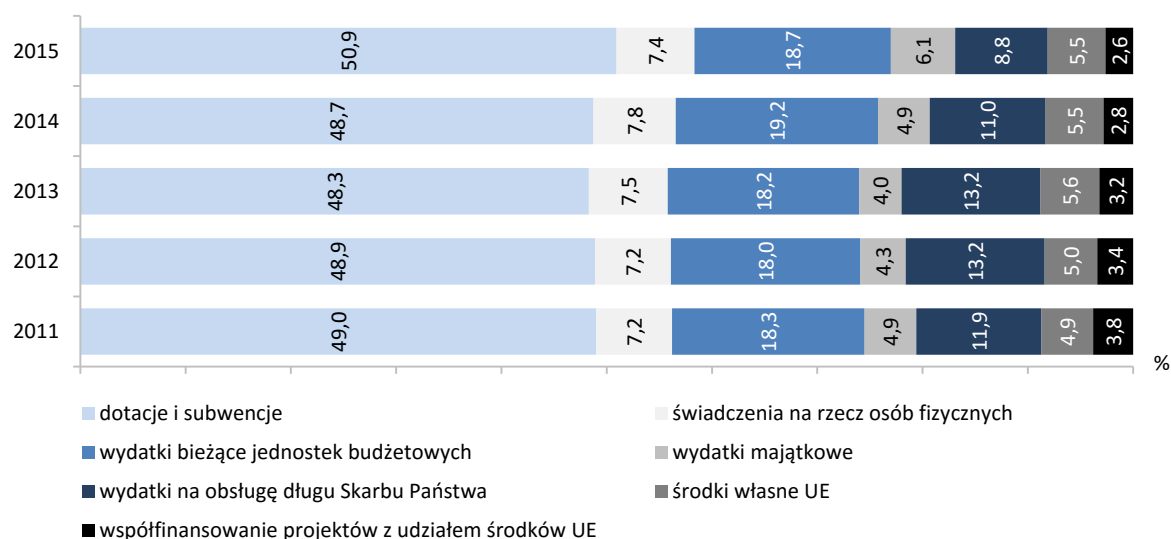 2015 50,9 7,4 18,7 6,1 8,8 5,5 2,6
2014 48,7 7,8 19,2 4,9 11,0 5,5 2,8
2013 48,3 7,5 18,2 4,0 13,2 5,6 3,2
2012 48,9 7,2 18,0 4,3 13,2 5,0 3,4
2011 49,0 7,2 18,3 4,9 11,9 4,9 3,8
%
dotacje i subwencje
świadczenia na rzecz osób fizycznych
wydatki bieżące jednostek budżetowych
wydatki majątkowe
wydatki na obsługę długu Skarbu Państwa
środki własne UE
współfinansowanie projektów z udziałem środków UE